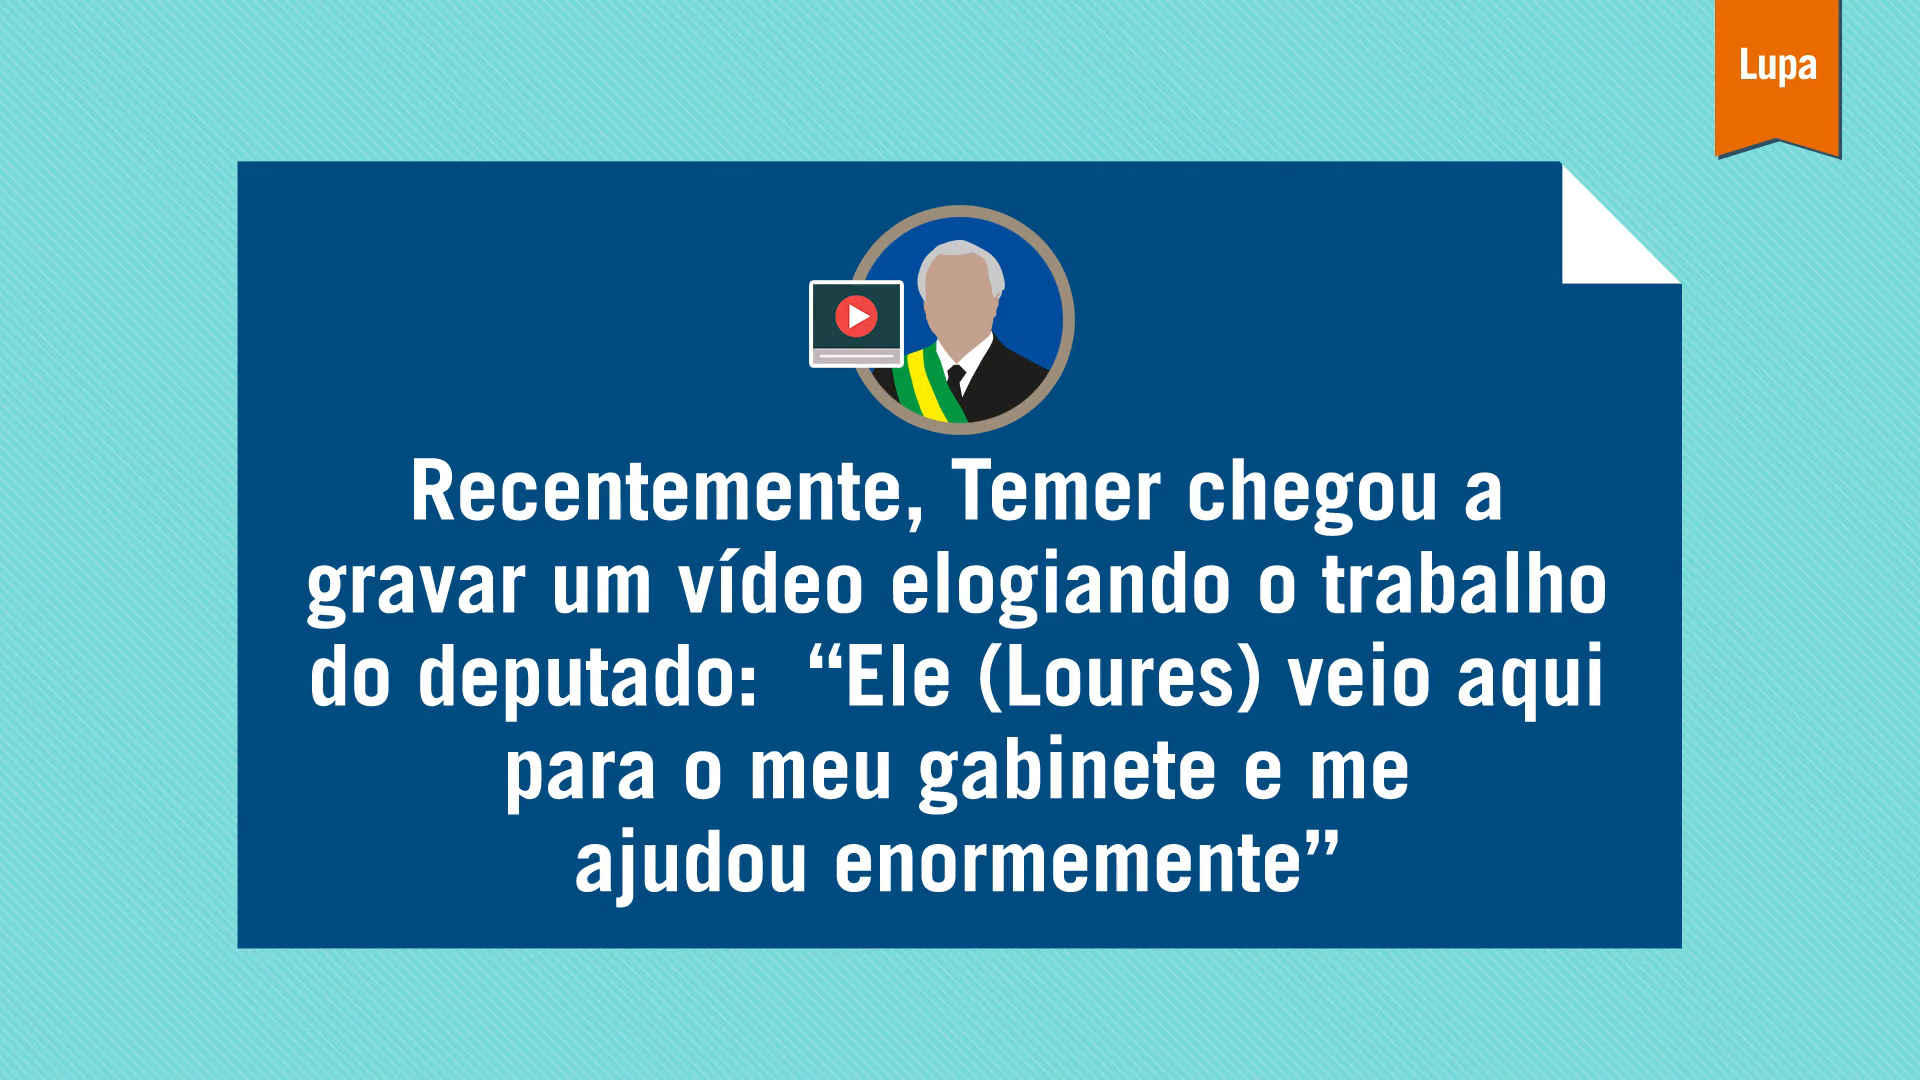 Lupa
Recentemente, Temer chegou a
gravar um vídeo elogiando o trabalho
do deputado:  “Ele (Loures) veio aqui
para o meu gabinete e me
ajudou enormemente”